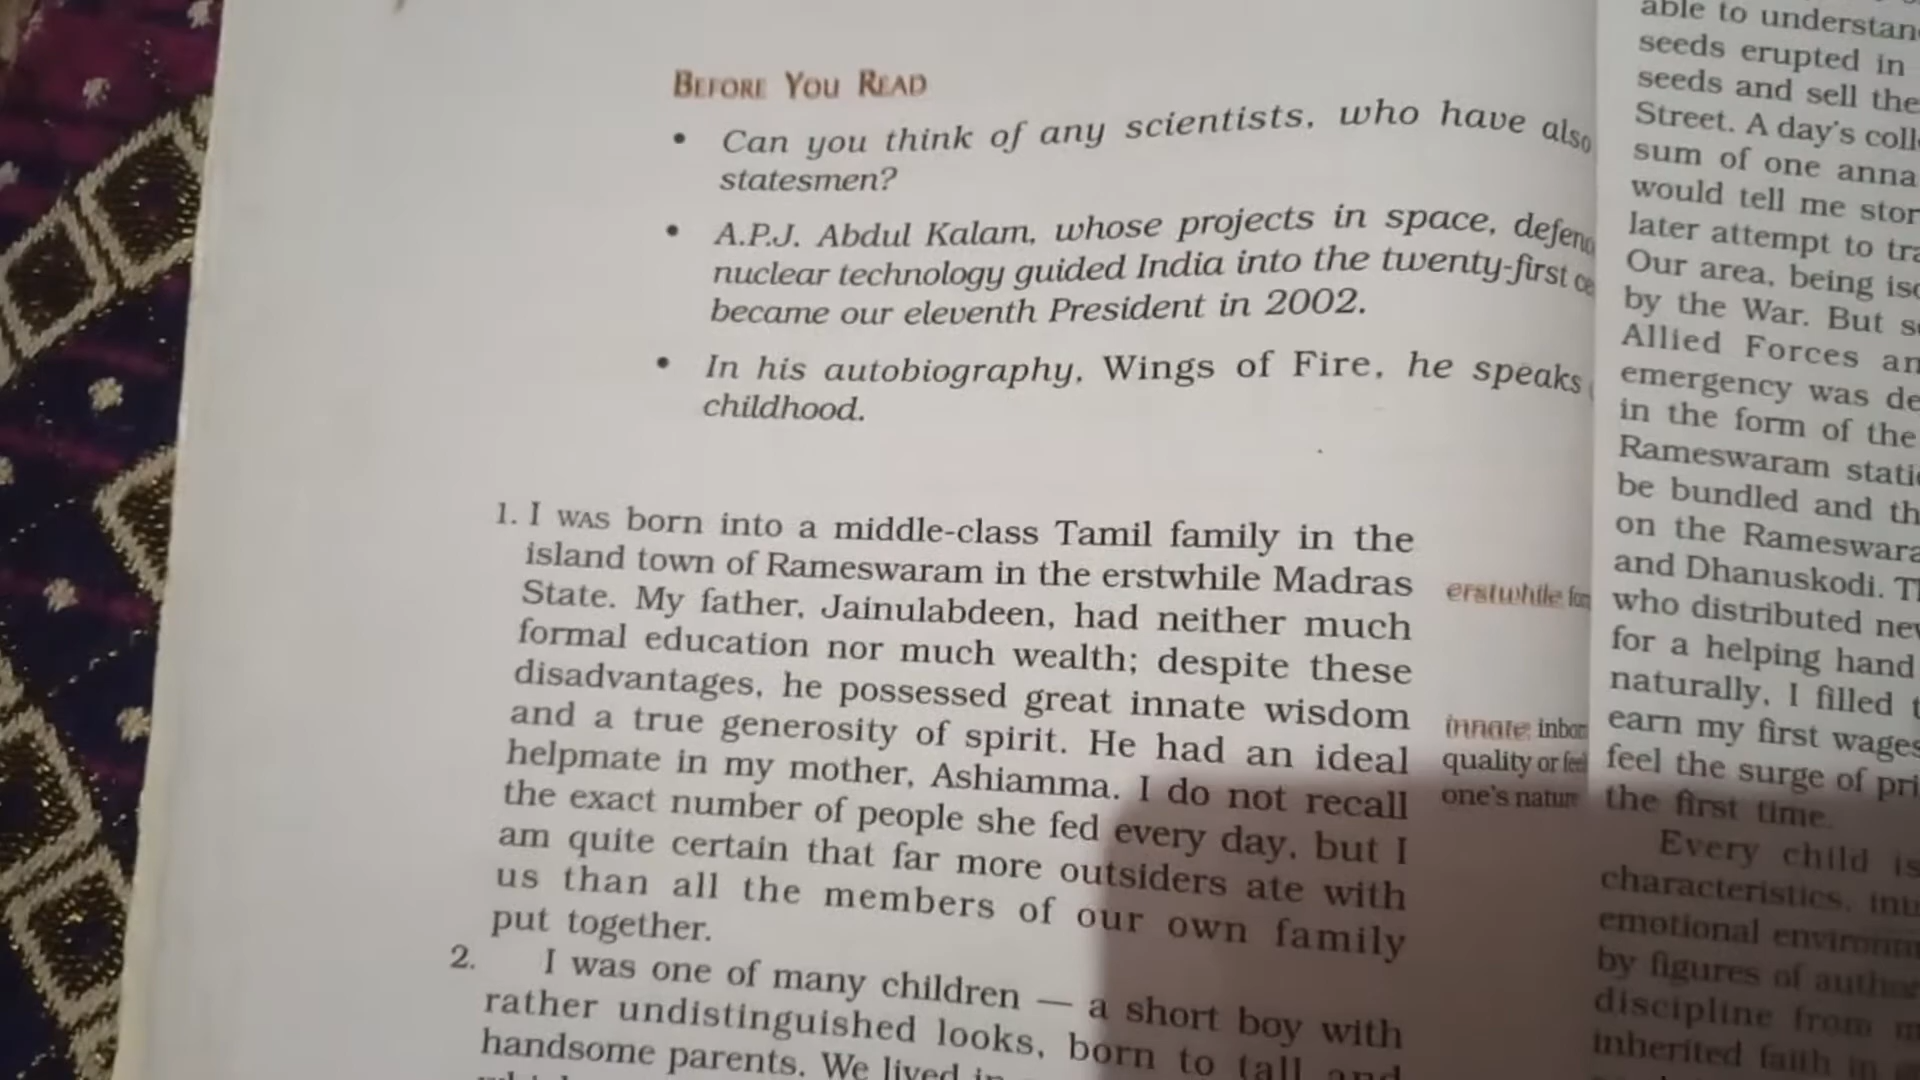 BEFORE YOU READ
• Can you think of any scientists, who have also
statesmen?
• A.P.J. Abdul Kalam, whose projects in space,
nuclear technology guided India into the twenty-first
became our eleventh President in 2002.
• In his autobiography, Wings of Fire, he speaks
childhood.
1. I WAS born into a middle-class Tamil family in the
island town of Rameswaram in the erstwhile Madras
State. My father, Jainulabdeen, had neither much
formal education nor much wealth; despite these
disadvantages, he possessed great innate wisdom
and a true generosity of spirit. He had an ideal
helpmate in my mother, Ashiamma. I do not recall
the exact number of people she fed every day, but I
am quite certain that far more outsiders ate with
us than all the members of our own family
put together.
2. I was one of many children — a short boy with
rather undistinguished looks, born to tall and
handsome parents. We lived in
erstwhile:
innate:
quality or
one's
able to
seeds erupted in
seeds and sell the
Street. A day's
sum of one anna
would tell me
later attempt to
Our area, being
by the War. But
Allied Forces
emergency was
in the form of the
Rameswaram
be bundled and
on the
and Dhanuskodi.
who distributed
for a helping hand
naturally, I filled
earn my first wages
feel the surge of
the first time.
Every child is
characteristics,
emotional
by figures of
discipline from
inherited faith in